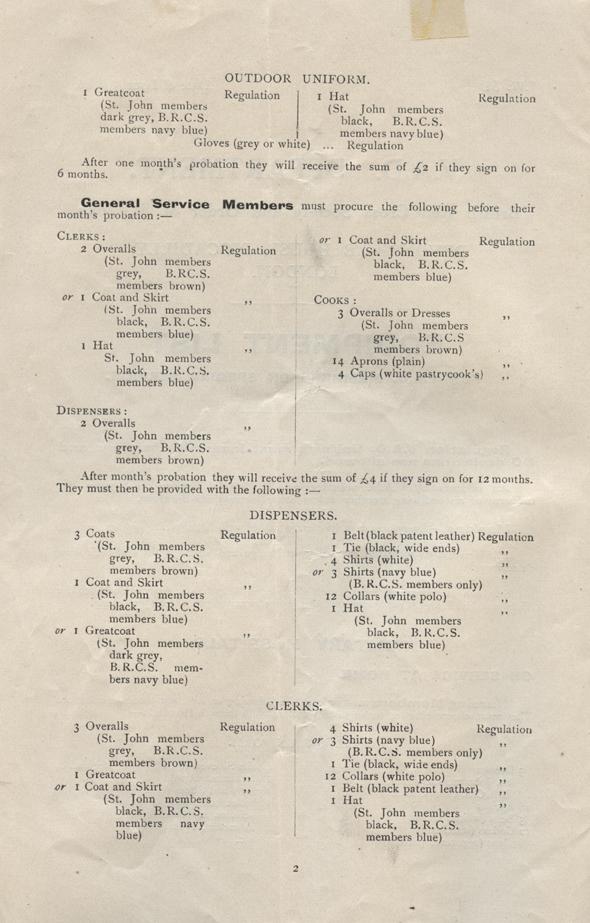 OUTDOOR UNIFORM.
1 Greatcoat Regulation
(St. John members
dark grey, B.R.C.S.
members navy blue)
1 Hat Regulation
(St. John members
black, B.R.C.S.
members navy blue)
Gloves (grey or white) ... Regulation
After one month's probation they will receive the sum of £2 if they sign on for
6 months.
General Service Members must procure the following before their
month's probation :—
CLERKS :
2 Overalls Regulation
(St. John members
grey, B.RC.S.
members brown)
or 1 Coat and Skirt ,,
(St. John members
black, B.R.C.S.
members blue)
1 Hat ,,
St. John members
black, B.R.C.S.
members blue)
DISPENSERS :
2 Overalls ,,
(St. John members
grey, B.R.C.S.
members brown)
or 1 Coat and Skirt Regulation
(St. John members
black, B.R.C.S.
members blue)
COOKS :
3 Overalls or Dresses ,,
(St. John members
grey, B.R.C.S
members brown)
14 Aprons (plain) ,,
4 Caps (white pastrycook's) ,,
After month's probation they will receive the sum of £4 if they sign on for 12 months.
They must then be provided with the following :—
DISPENSERS.
3 Coats Regulation
(St. John members
grey, B.R.C.S.
members brown)
1 Coat and Skirt ,,
(St. John members
black, B.R.C.S.
members blue)
or 1 Greatcoat ,,
(St. John members
dark grey,
B.R.C.S. mem-
bers navy blue)
1 Belt (black patent leather) Regulation
1 Tie (black, wide ends) ,,
4 Shirts (white) ,,
or 3 Shirts (navy blue) ,,
(B.R.C.S. members only)
12 Collars (white polo) ,,
1 Hat ,,
(St. John members
black, B.R.C.S.
members blue)
CLERKS.
3 Overalls Regulation
(St. John members
grey, B.R.C.S.
members brown)
1 Greatcoat ,,
or 1 Coat and Skirt ,,
(St. John members
black, B.R.C.S.
members navy
blue)
4 Shirts (white) Regulation
or 3 Shirts (navy blue) ,,
(B.R.C.S. members only)
1 Tie (black, wide ends) ,,
12 Collars (white polo) ,,
1 Belt (black patent leather) ,,
1 Hat ,,
(St. John members
black, B.R.C.S.
members blue)
2